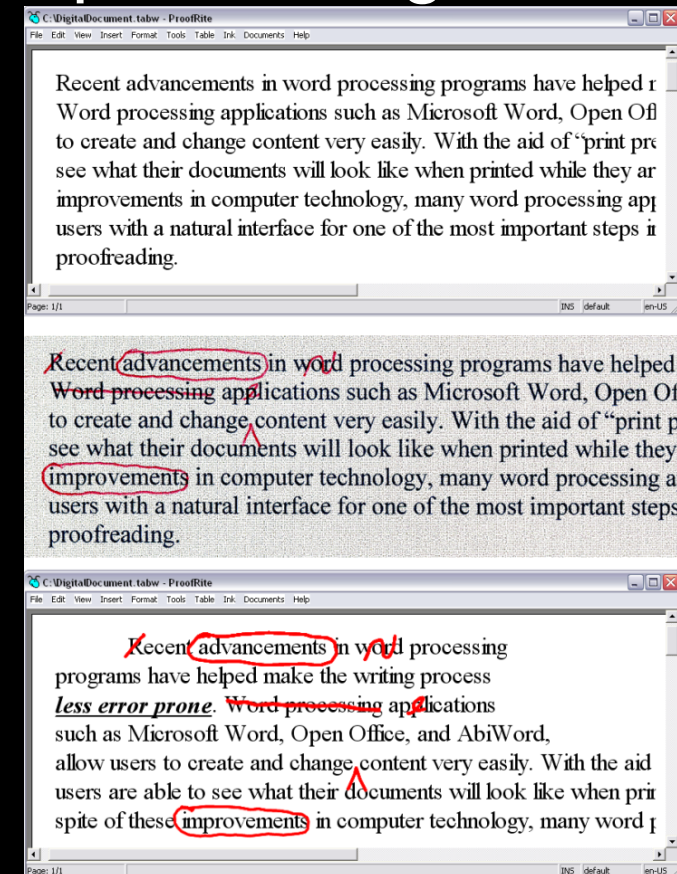 C:\DigitalDocument.tabw - ProofRite
File Edit View Insert Format Tools Table Ink Documents Help
Recent advancements in word processing programs have helped
Word processing applications such as Microsoft Word, Open Off
to create and change content very easily. With the aid of “print pre
see what their documents will look like when printed while they ar
improvements in computer technology, many word processing app
users with a natural interface for one of the most important steps in
proofreading.
Page: 1/1 INS default en-US
Recent advancements in word processing programs have helped
Word processing applications such as Microsoft Word, Open Of
to create and change content very easily. With the aid of “print p
see what their documents will look like when printed while they
improvements in computer technology, many word processing a
users with a natural interface for one of the most important steps
proofreading.
C:\DigitalDocument.tabw - ProofRite
File Edit View Insert Format Tools Table Ink Documents Help
Recent advancements in word processing
programs have helped make the writing process
less error prone. Word processing applications
such as Microsoft Word, Open Office, and AbiWord,
allow users to create and change content very easily. With the aid
users are able to see what their documents will look like when prin
spite of these improvements in computer technology, many word p
Page: 1/1 INS default en-US